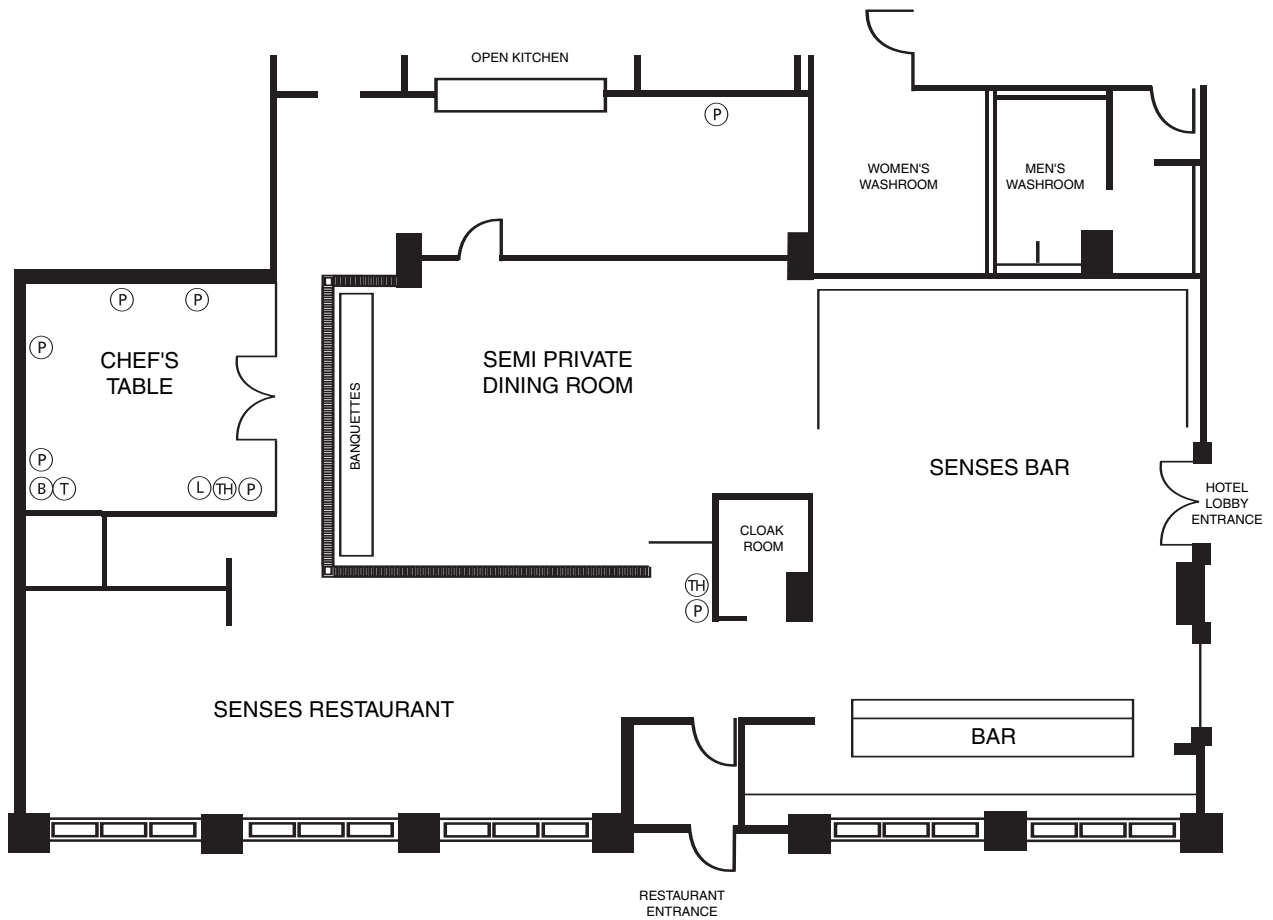 OPEN KITCHEN
P
WOMEN'S
WASHROOM
MEN'S
WASHROOM
P
P
P
CHEF'S
TABLE
P
B
T
L
TH
P
BANQUETTES
SEMI PRIVATE
DINING ROOM
SENSES BAR
HOTEL
LOBBY
ENTRANCE
CLOAK
ROOM
TH
P
SENSES RESTAURANT
BAR
RESTAURANT
ENTRANCE